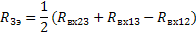 R₃э = 1/2 (Rвх23 + Rвх13 − Rвх12)